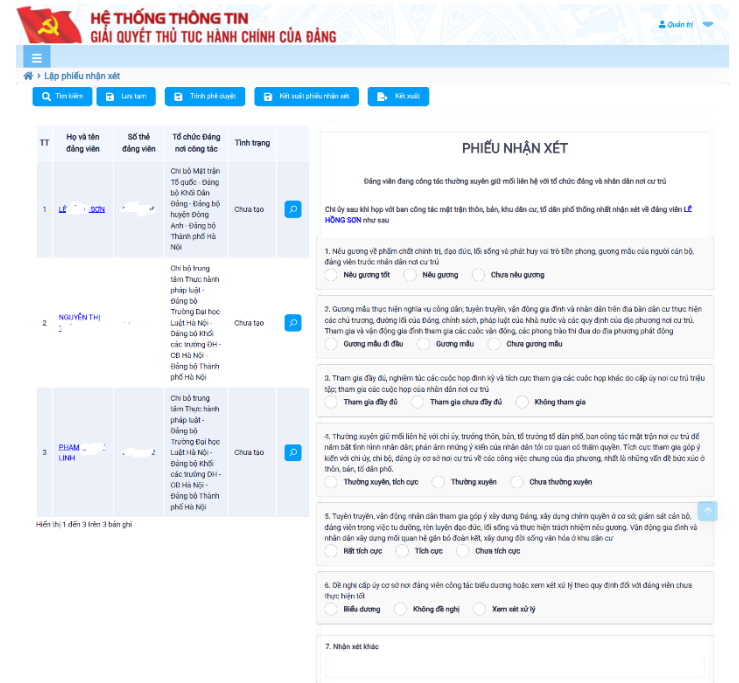 HỆ THỐNG THÔNG TIN
GIẢI QUYẾT THỦ TỤC HÀNH CHÍNH CỦA ĐẢNG
Quản trị
› Lập phiếu nhận xét
Tìm kiếm
Lưu tạm
Trình phê duyệt
Kết xuất phiếu nhận xét
Kết xuất
TT
Họ và tên
đảng viên
Số thẻ
đảng viên
Tổ chức Đảng
nơi công tác
Tình trạng
1
LÊ SƠN
Chi bộ Mặt trận
Tổ quốc - Đảng
bộ Khối Dân
Đảng - Đảng bộ
huyện Đông
Anh - Đảng bộ
Thành phố Hà
Nội
Chưa tạo
2
NGUYỄN THỊ
Chi bộ trung
tâm Thực hành
pháp luật -
Đảng bộ
Trường Đại học
Luật Hà Nội -
Đảng bộ Khối
các trường ĐH -
CĐ Hà Nội -
Đảng bộ Thành
phố Hà Nội
Chưa tạo
3
PHẠM
LINH
Chi bộ trung
tâm Thực hành
pháp luật -
Đảng bộ
Trường Đại học
Luật Hà Nội -
Đảng bộ Khối
các trường ĐH -
CĐ Hà Nội -
Đảng bộ Thành
phố Hà Nội
Chưa tạo
Hiển thị 1 đến 3 trên 3 bản ghi
PHIẾU NHẬN XÉT
Đảng viên đang công tác thường xuyên giữ mối liên hệ với tổ chức đảng và nhân dân nơi cư trú
Chi ủy sau khi họp với ban công tác mặt trận thôn, bản, khu dân cư, tổ dân phố thống nhất nhận xét về đảng viên LÊ
HỒNG SƠN như sau
1. Nêu gương về phẩm chất chính trị, đạo đức, lối sống và phát huy vai trò tiền phong, gương mẫu của người cán bộ,
đảng viên trước nhân dân nơi cư trú
Nêu gương tốt Nêu gương Chưa nêu gương
2. Gương mẫu thực hiện nghĩa vụ công dân; tuyên truyền, vận động gia đình và nhân dân trên địa bàn dân cư thực hiện
các chủ trương, đường lối của Đảng, chính sách, pháp luật của Nhà nước và các quy định của địa phương nơi cư trú.
Tham gia và vận động gia đình tham gia các cuộc vận động, các phong trào thi đua do địa phương phát động
Gương mẫu đi đầu Gương mẫu Chưa gương mẫu
3. Tham gia đầy đủ, nghiêm túc các cuộc họp định kỳ và tích cực tham gia các cuộc họp khác do cấp ủy nơi cư trú triệu
tập; tham gia các cuộc họp của nhân dân nơi cư trú
Tham gia đầy đủ Tham gia chưa đầy đủ Không tham gia
4. Thường xuyên giữ mối liên hệ với chi ủy, trưởng thôn, bản, tổ trưởng tổ dân phố, ban công tác mặt trận nơi cư trú để
nắm bắt tình hình nhân dân; phản ánh những ý kiến của nhân dân tới cơ quan có thẩm quyền. Tích cực tham gia góp ý
kiến với chi ủy, chi bộ, đảng ủy cơ sở nơi cư trú về các công việc chung của địa phương, nhất là những vấn đề bức xúc ở
thôn, bản, tổ dân phố.
Thường xuyên, tích cực Thường xuyên Chưa thường xuyên
5. Tuyên truyền, vận động nhân dân tham gia góp ý xây dựng Đảng, xây dựng chính quyền ở cơ sở; giám sát cán bộ,
đảng viên trong việc tu dưỡng, rèn luyện đạo đức, lối sống và thực hiện trách nhiệm nêu gương. Vận động gia đình và
nhân dân xây dựng mối quan hệ gắn bó đoàn kết, xây dựng đời sống văn hóa ở khu dân cư
Rất tích cực Tích cực Chưa tích cực
6. Đề nghị cấp ủy cơ sở nơi đảng viên công tác biểu dương hoặc xem xét xử lý theo quy định đối với đảng viên chưa
thực hiện tốt
Biểu dương Không đề nghị Xem xét xử lý
7. Nhận xét khác